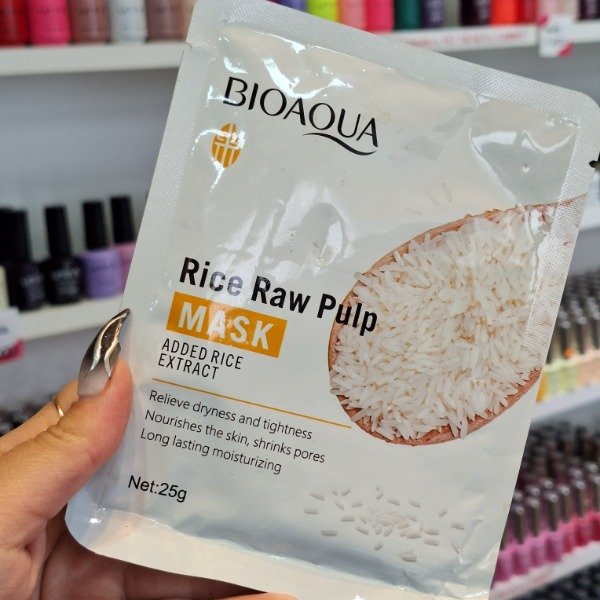 BIOAQUA
Rice Raw Pulp
MASK
ADDED RICE
EXTRACT
Relieve dryness and tightness
Nourishes the skin, shrinks pores
Long lasting moisturizing
Net:25g